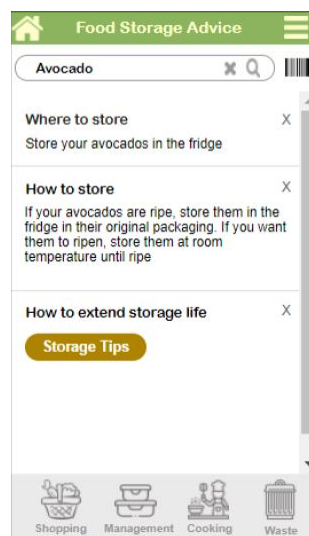 Food Storage Advice
Avocado
Where to store X
Store your avocados in the fridge
How to store X
If your avocados are ripe, store them in the
fridge in their original packaging. If you want
them to ripen, store them at room
temperature until ripe
How to extend storage life X
Storage Tips
Shopping Management Cooking Waste